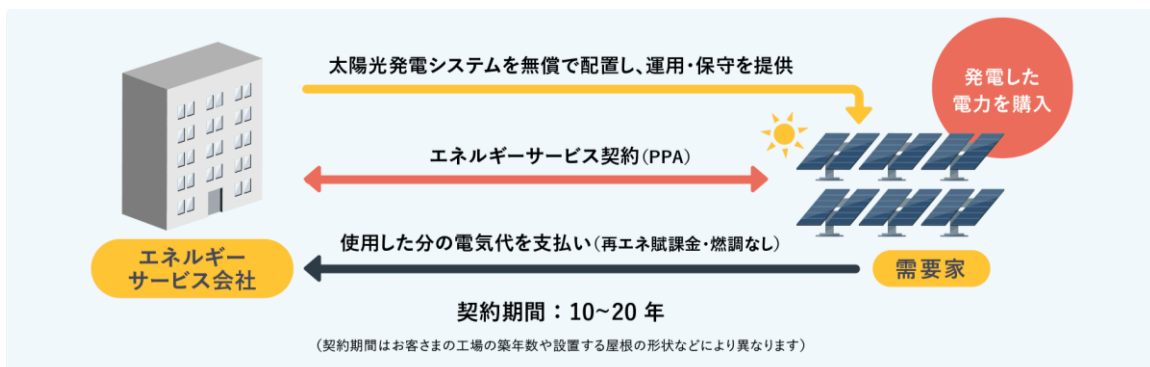 太陽光発電システムを無償で配置し、運用・保守を提供
発電した
電力を購入
エネルギーサービス契約（PPA）
使用した分の電気代を支払い（再エネ賦課金・燃調なし）
エネルギー
サービス会社
需要家
契約期間：10~20 年
（契約期間はお客さまの工場の築年数や設置する屋根の形状などにより異なります）